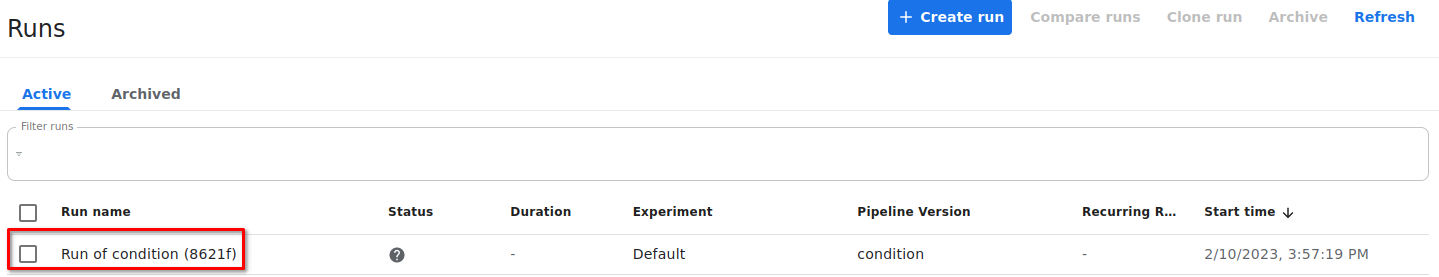 Runs
+ Create run Compare runs Clone run Archive Refresh
Active Archived
Filter runs
Run name Status Duration Experiment Pipeline Version Recurring R... Start time ↓
Run of condition (8621f) ? - Default condition - 2/10/2023, 3:57:19 PM